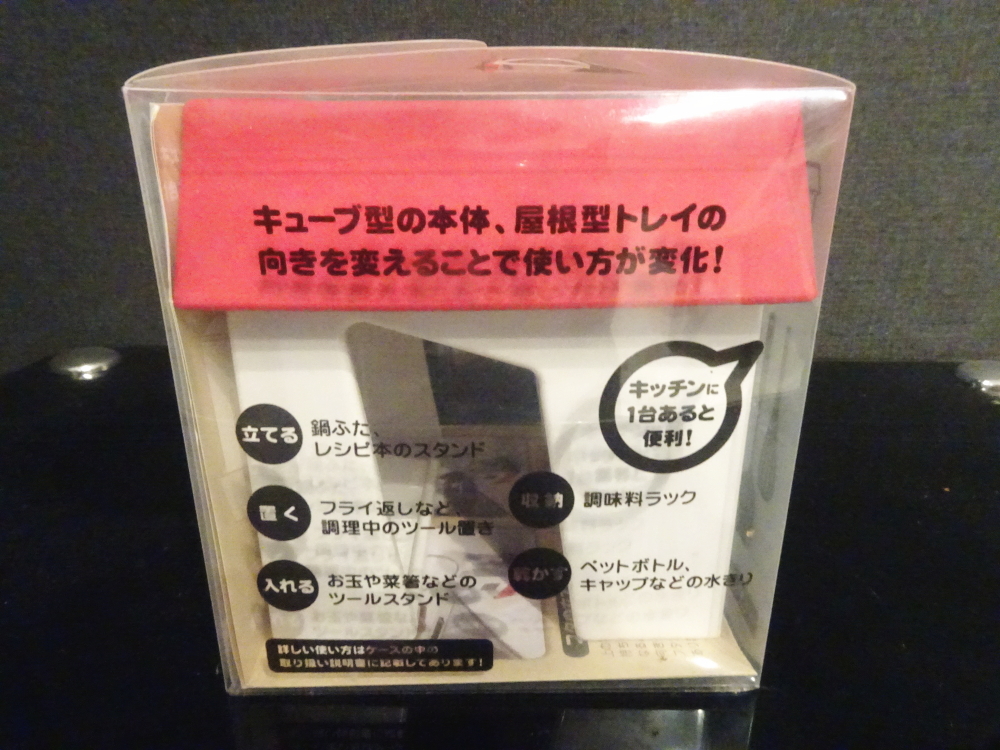 キューブ型の本体、屋根型トレイの
向きを変えることで使い方が変化!
キッチンに
1台あると
便利!
立てる
鍋ふた、
レシピ本のスタンド
置く
フライ返しなど、
調理中のツール置き
入れる
お玉や菜箸などの
ツールスタンド
収納
調味料ラック
乾かす
ペットボトル、
キャップなどの水きり
詳しい使い方はケースの中の
取り扱い説明書に記載してあります!